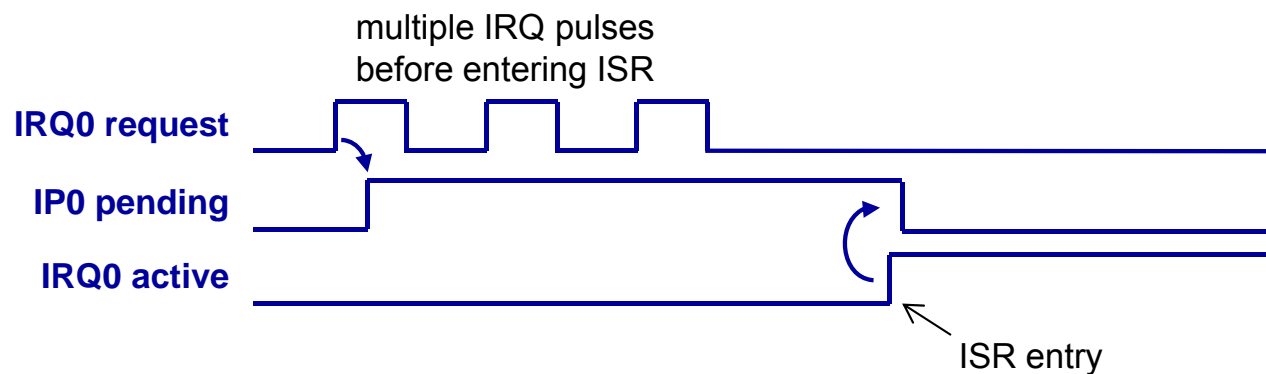 multiple IRQ pulses
before entering ISR
IRQ0 request
IP0 pending
IRQ0 active
ISR entry